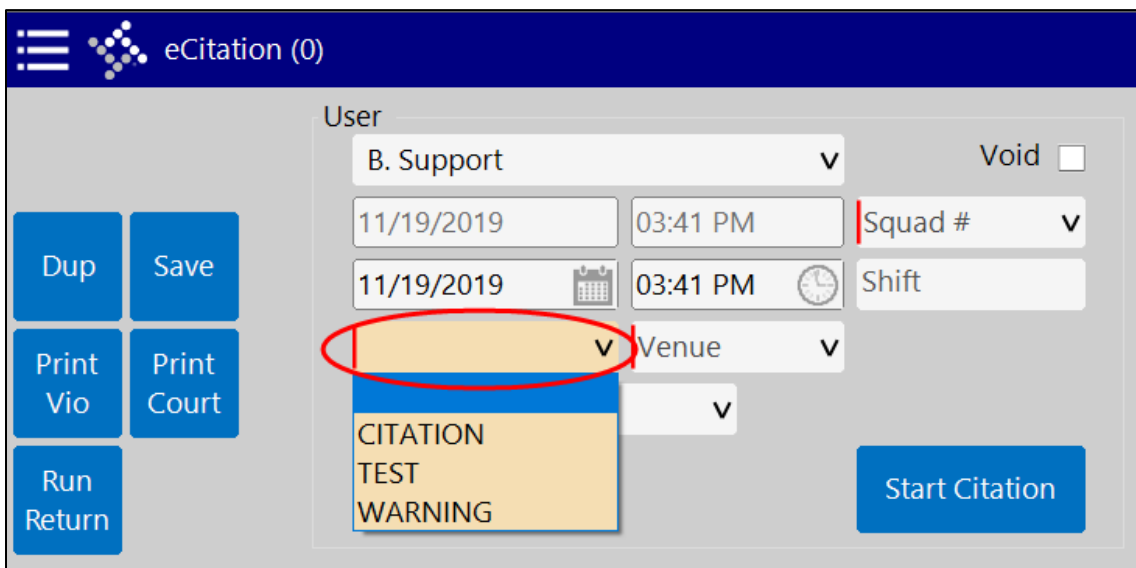 eCitation (0)
User
B. Support
Void
11/19/2019 03:41 PM Squad #
11/19/2019 03:41 PM Shift
Venue
CITATION
TEST
WARNING
Dup Save
Print Vio
Print Court
Run Return
Start Citation